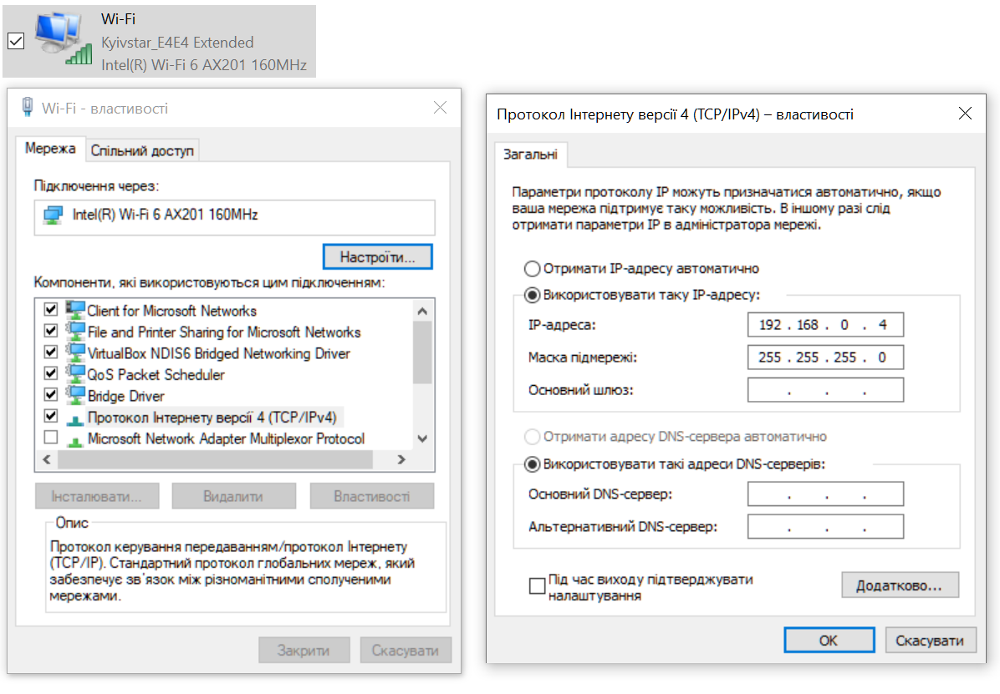 Wi-Fi
Kyivstar_E4E4 Extended
Intel(R) Wi-Fi 6 AX201 160MHz
Wi-Fi - властивості
Мережа
Спільний доступ
Підключення через:
Intel(R) Wi-Fi 6 AX201 160MHz
Настроїти...
Компоненти, які використовуються цим підключенням:
Client for Microsoft Networks
File and Printer Sharing for Microsoft Networks
VirtualBox NDIS6 Bridged Networking Driver
QoS Packet Scheduler
Bridge Driver
Протокол Інтернету версії 4 (TCP/IPv4)
Microsoft Network Adapter Multiplexor Protocol
Інсталювати...
Видалити
Властивості
Опис
Протокол керування передаванням/протокол Інтернету
(TCP/IP). Стандартний протокол глобальних мереж, який
забезпечує зв'язок між різноманітними сполученими
мережами.
Закрити
Скасувати
Протокол Інтернету версії 4 (TCP/IPv4) – властивості
Загальні
Параметри протоколу IP можуть призначатися автоматично, якщо
ваша мережа підтримує таку можливість. В іншому разі слід
отримати параметри IP в адміністратора мережі.
Отримати IP-адресу автоматично
Використовувати таку IP-адресу:
IP-адреса:
192 . 168 . 0 . 4
Маска підмережі:
255 . 255 . 255 . 0
Основний шлюз:
. . .
Отримати адресу DNS-сервера автоматично
Використовувати такі адреси DNS-серверів:
Основний DNS-сервер:
. . .
Альтернативний DNS-сервер:
. . .
Під час виходу підтверджувати
налаштування
Додатково...
ОК
Скасувати